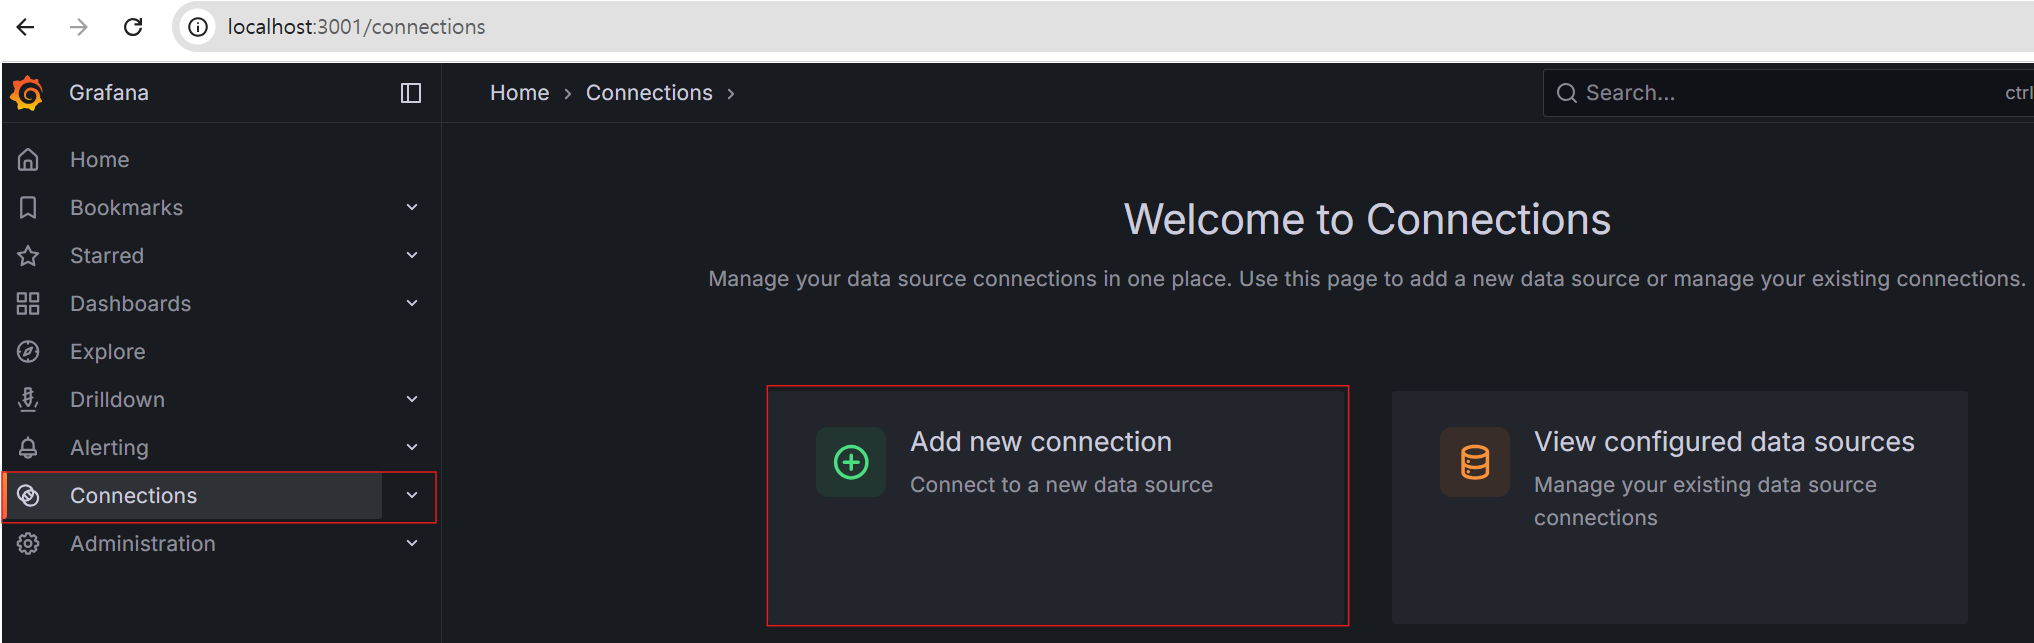 localhost:3001/connections
Grafana
Home › Connections ›
Search...
ctrl
Home
Bookmarks
Starred
Dashboards
Explore
Drilldown
Alerting
Connections
Administration
Welcome to Connections
Manage your data source connections in one place. Use this page to add a new data source or manage your existing connections.
Add new connection
Connect to a new data source
View configured data sources
Manage your existing data source
connections